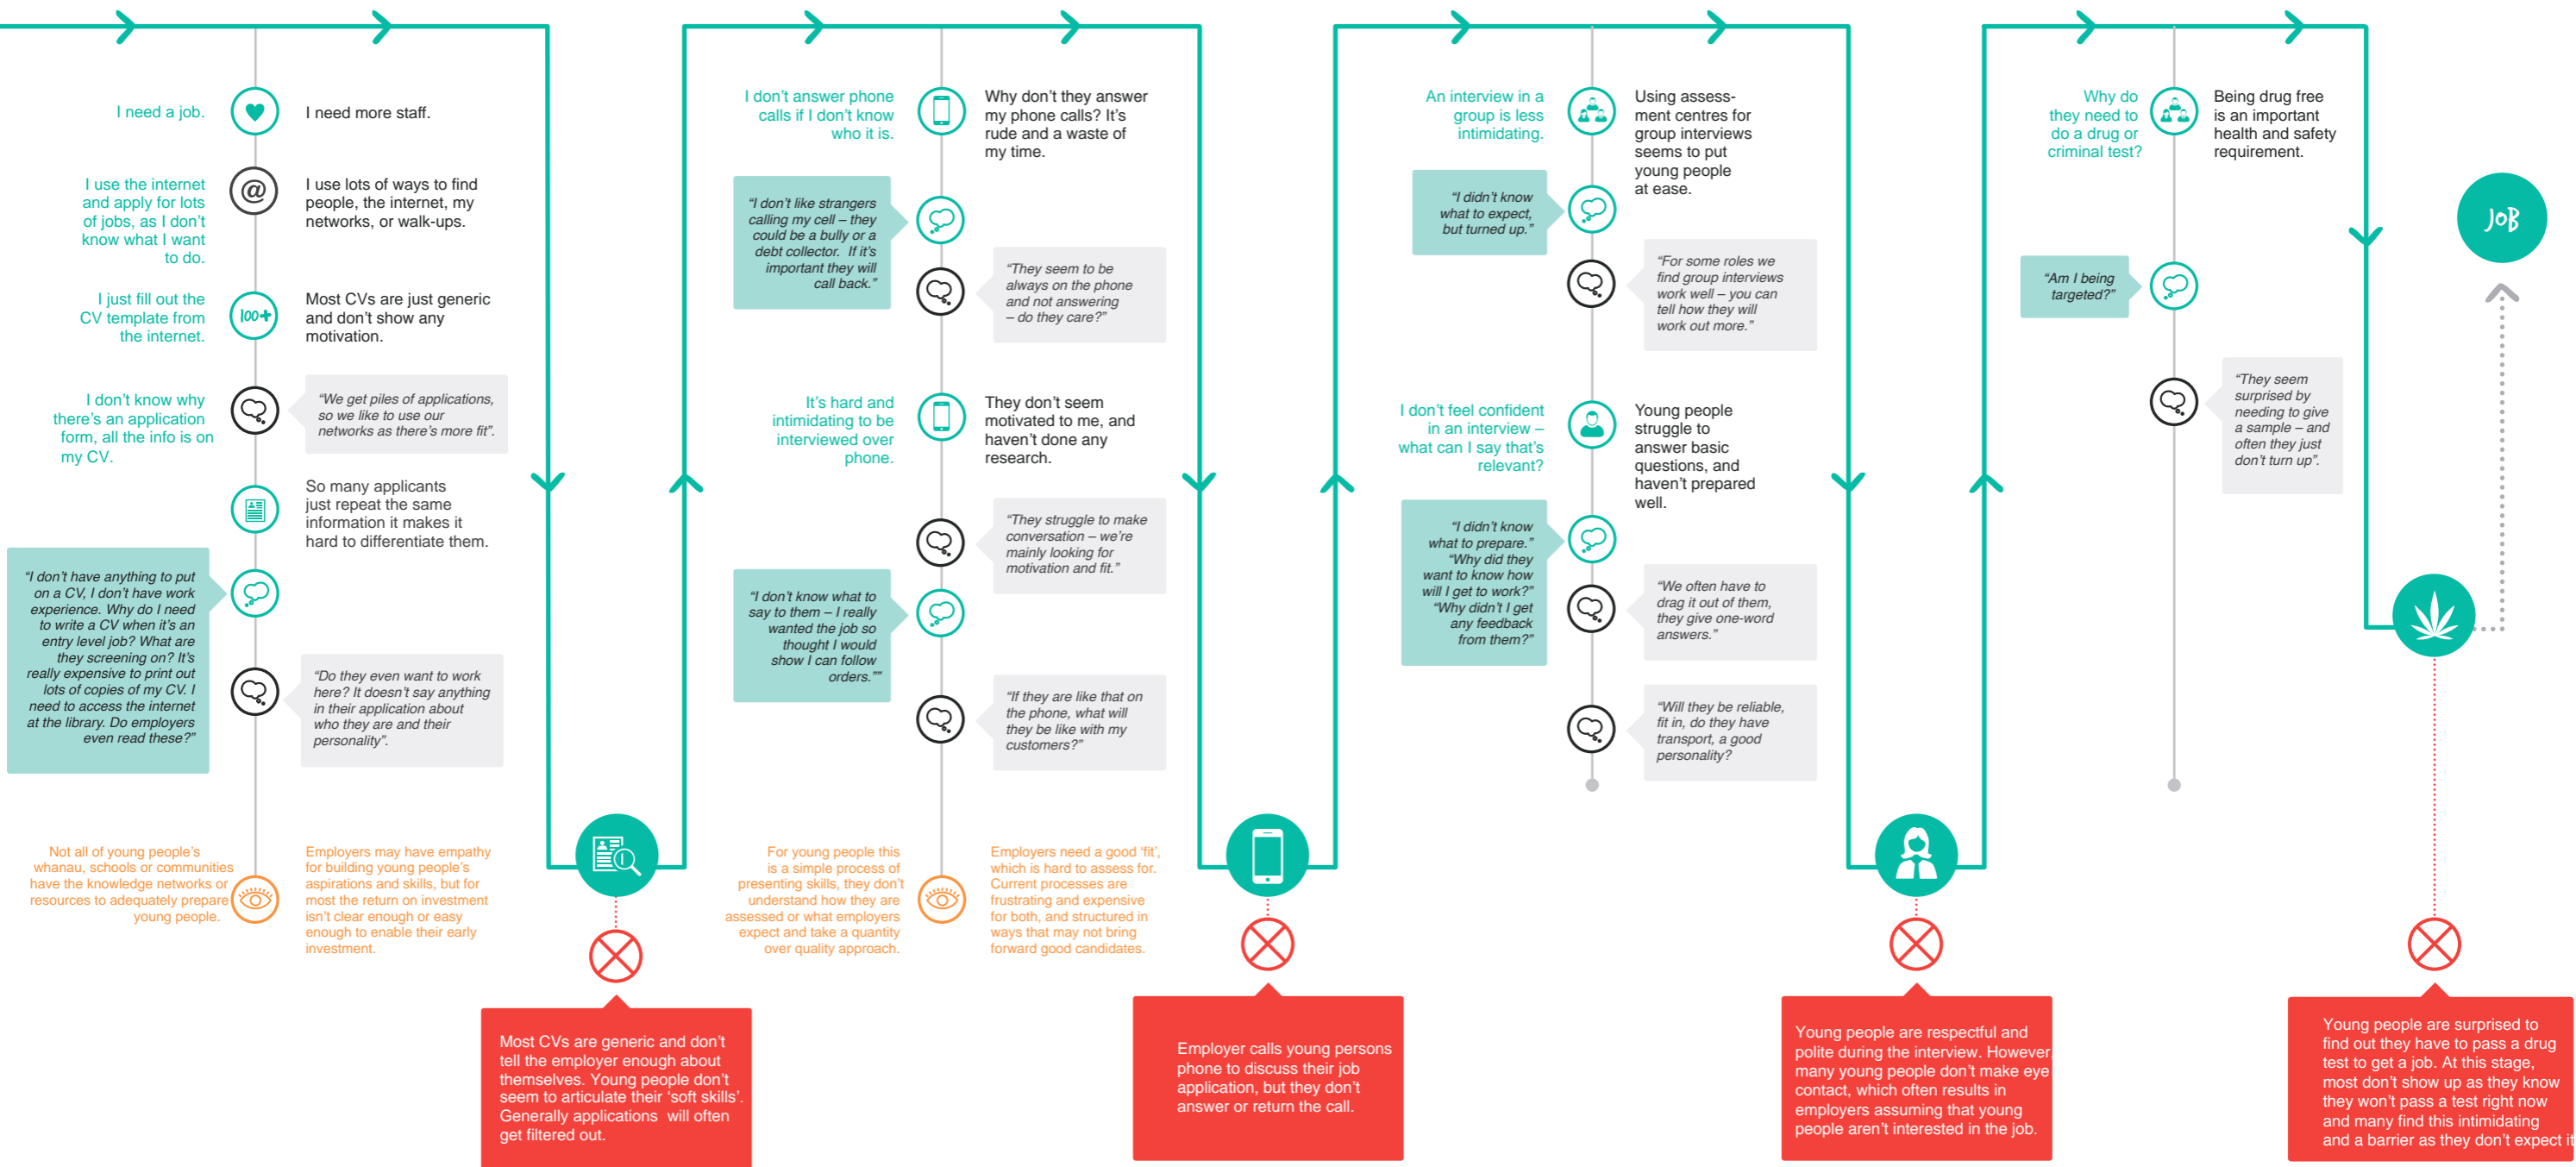 I need a job.
I need more staff.
I use the internet
and apply for lots
of jobs, as I don't
know what I want
to do.
@
I use lots of ways to find
people, the internet, my
networks, or walk-ups.
I just fill out the
CV template from
the internet.
100+
Most CVs are just generic
and don't show any
motivation.
I don't know why
there's an application
form, all the info is on
my CV.
“We get piles of applications,
so we like to use our
networks as there's more fit”.
So many applicants
just repeat the same
information it makes it
hard to differentiate them.
“I don't have anything to put
on a CV, I don't have work
experience. Why do I need
to write a CV when it's an
entry level job? What are
they screening on? It's
really expensive to print out
lots of copies of my CV. I
need to access the internet
at the library. Do employers
even read these?”
“Do they even want to work
here? It doesn't say anything
in their application about
who they are and their
personality”.
Not all of young people's
whanau, schools or communities
have the knowledge networks or
resources to adequately prepare
young people.
Employers may have empathy
for building young people's
aspirations and skills, but for
most the return on investment
isn't clear enough or easy
enough to enable their early
investment.
Most CVs are generic and don't
tell the employer enough about
themselves. Young people don't
seem to articulate their 'soft skills'.
Generally applications will often
get filtered out.
I don't answer phone
calls if I don't know
who it is.
Why don't they answer
my phone calls? It's
rude and a waste of
my time.
“I don't like strangers
calling my cell – they
could be a bully or a
debt collector. If it's
important they will
call back.”
“They seem to be
always on the phone
and not answering
– do they care?”
It's hard and
intimidating to be
interviewed over
phone.
They don't seem
motivated to me, and
haven't done any
research.
“They struggle to make
conversation – we're
mainly looking for
motivation and fit.”
“I don't know what to
say to them – I really
wanted the job so
thought I would
show I can follow
orders.””
“If they are like that on
the phone, what will
they be like with my
customers?”
For young people this
is a simple process of
presenting skills, they don't
understand how they are
assessed or what employers
expect and take a quantity
over quality approach.
Employers need a good 'fit',
which is hard to assess for.
Current processes are
frustrating and expensive
for both, and structured in
ways that may not bring
forward good candidates.
Employer calls young persons
phone to discuss their job
application, but they don't
answer or return the call.
An interview in a
group is less
intimidating.
Using assess-
ment centres for
group interviews
seems to put
young people
at ease.
“I didn't know
what to expect,
but turned up.”
“For some roles we
find group interviews
work well – you can
tell how they will
work out more.”
I don't feel confident
in an interview –
what can I say that's
relevant?
Young people
struggle to
answer basic
questions, and
haven't prepared
well.
“I didn't know
what to prepare.”
“Why did they
want to know how
will I get to work?”
“Why didn't I get
any feedback
from them?”
“We often have to
drag it out of them,
they give one-word
answers.”
“Will they be reliable,
fit in, do they have
transport, a good
personality?
Young people are respectful and
polite during the interview. However,
many young people don't make eye
contact, which often results in
employers assuming that young
people aren't interested in the job.
Why do
they need to
do a drug or
criminal test?
Being drug free
is an important
health and safety
requirement.
“Am I being
targeted?”
“They seem
surprised by
needing to give
a sample – and
often they just
don't turn up”.
JOB
Young people are surprised to
find out they have to pass a drug
test to get a job. At this stage,
most don't show up as they know
they won't pass a test right now
and many find this intimidating
and a barrier as they don't expect it